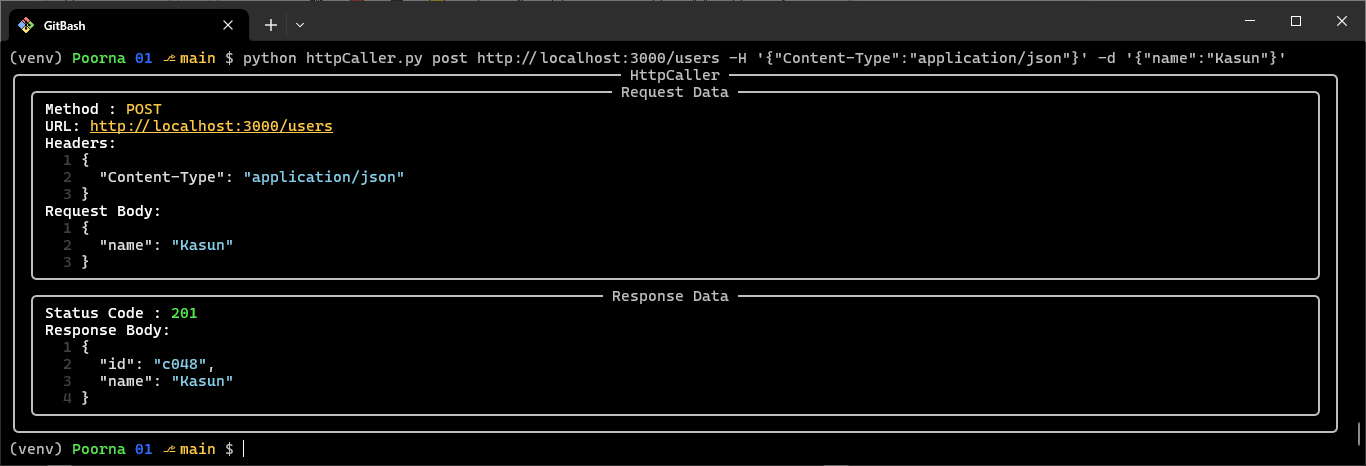 GitBash
(venv) Poorna 01 ⎇ main $ python httpCaller.py post http://localhost:3000/users -H '{"Content-Type":"application/json"}' -d '{"name":"Kasun"}'
HttpCaller
Request Data
Method : POST
URL: http://localhost:3000/users
Headers:
1 {
2   "Content-Type": "application/json"
3 }
Request Body:
1 {
2   "name": "Kasun"
3 }
Response Data
Status Code : 201
Response Body:
1 {
2   "id": "c048",
3   "name": "Kasun"
4 }
(venv) Poorna 01 ⎇ main $